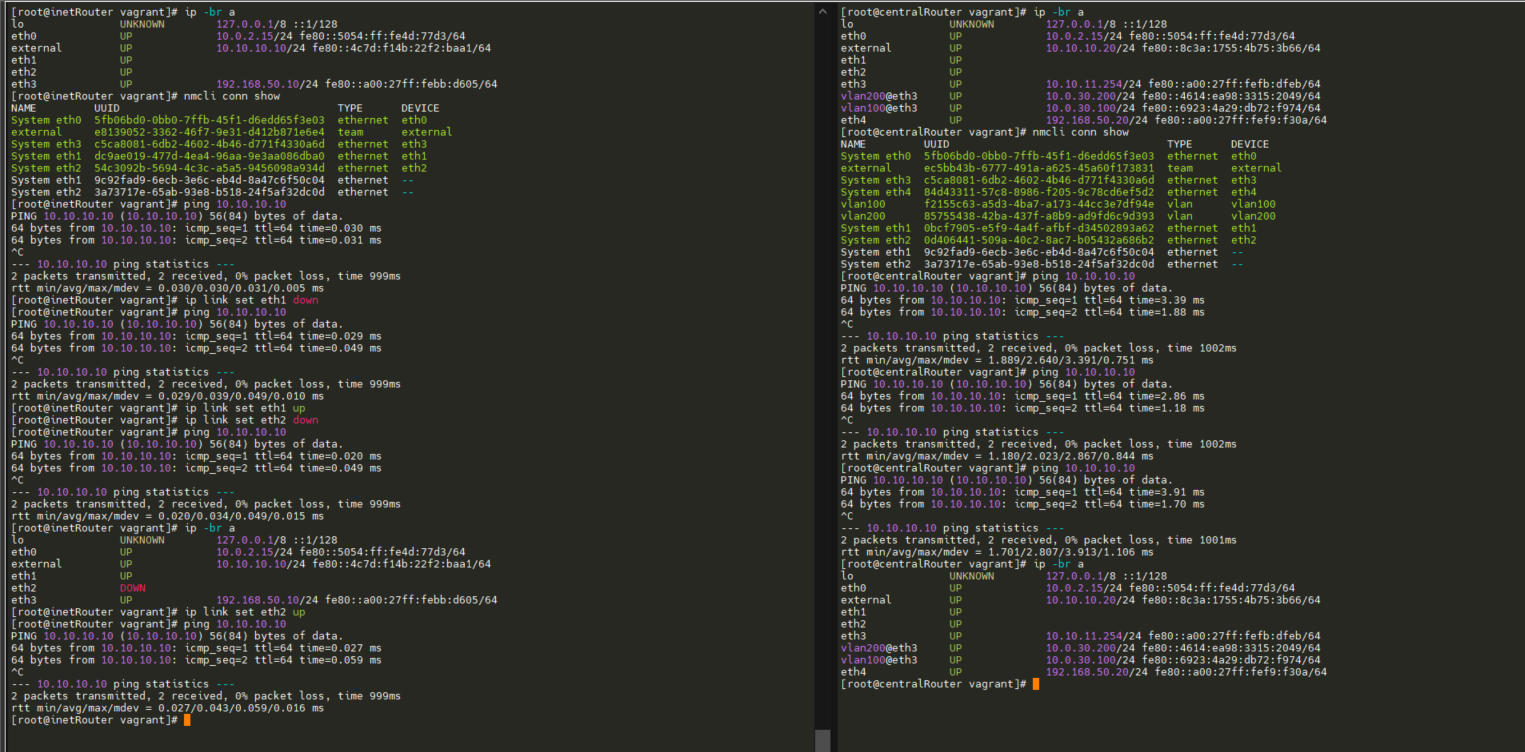 [root@inetRouter vagrant]# ip -br a
lo               UNKNOWN        127.0.0.1/8 ::1/128
eth0             UP             10.0.2.15/24 fe80::5054:ff:fe4d:77d3/64
external         UP             10.10.10.10/24 fe80::4c7d:f14b:22f2:baa1/64
eth1             UP
eth2             UP
eth3             UP             192.168.50.10/24 fe80::a00:27ff:febb:d605/64
[root@inetRouter vagrant]# nmcli conn show
NAME         UUID                                  TYPE      DEVICE
System eth0  5fb06bd0-0bb0-7ffb-45f1-d6edd65f3e03  ethernet  eth0
external     e8139052-3362-46f7-9e31-d412b871e6e4  team      external
System eth3  c5ca8081-6db2-4602-4b46-d771f4330a6d  ethernet  eth3
System eth1  dc9ae019-477d-4ea4-96aa-9e3aa086dba0  ethernet  eth1
System eth2  54c3092b-5694-4c3c-a5a5-9456098a934d  ethernet  eth2
System eth1  9c92fad9-6ecb-3e6c-eb4d-8a47c6f50c04  ethernet  --
System eth2  3a73717e-65ab-93e8-b518-24f5af32dc0d  ethernet  --
[root@inetRouter vagrant]# ping 10.10.10.10
PING 10.10.10.10 (10.10.10.10) 56(84) bytes of data.
64 bytes from 10.10.10.10: icmp_seq=1 ttl=64 time=0.030 ms
64 bytes from 10.10.10.10: icmp_seq=2 ttl=64 time=0.031 ms
^C
--- 10.10.10.10 ping statistics ---
2 packets transmitted, 2 received, 0% packet loss, time 999ms
rtt min/avg/max/mdev = 0.030/0.030/0.031/0.005 ms
[root@inetRouter vagrant]# ip link set eth1 down
[root@inetRouter vagrant]# ping 10.10.10.10
PING 10.10.10.10 (10.10.10.10) 56(84) bytes of data.
64 bytes from 10.10.10.10: icmp_seq=1 ttl=64 time=0.029 ms
64 bytes from 10.10.10.10: icmp_seq=2 ttl=64 time=0.049 ms
^C
--- 10.10.10.10 ping statistics ---
2 packets transmitted, 2 received, 0% packet loss, time 999ms
rtt min/avg/max/mdev = 0.029/0.039/0.049/0.010 ms
[root@inetRouter vagrant]# ip link set eth1 up
[root@inetRouter vagrant]# ip link set eth2 down
[root@inetRouter vagrant]# ping 10.10.10.10
PING 10.10.10.10 (10.10.10.10) 56(84) bytes of data.
64 bytes from 10.10.10.10: icmp_seq=1 ttl=64 time=0.020 ms
64 bytes from 10.10.10.10: icmp_seq=2 ttl=64 time=0.049 ms
^C
--- 10.10.10.10 ping statistics ---
2 packets transmitted, 2 received, 0% packet loss, time 999ms
rtt min/avg/max/mdev = 0.020/0.034/0.049/0.015 ms
[root@inetRouter vagrant]# ip -br a
lo               UNKNOWN        127.0.0.1/8 ::1/128
eth0             UP             10.0.2.15/24 fe80::5054:ff:fe4d:77d3/64
external         UP             10.10.10.10/24 fe80::4c7d:f14b:22f2:baa1/64
eth1             UP
eth2             DOWN
eth3             UP             192.168.50.10/24 fe80::a00:27ff:febb:d605/64
[root@inetRouter vagrant]# ip link set eth2 up
[root@inetRouter vagrant]# ping 10.10.10.10
PING 10.10.10.10 (10.10.10.10) 56(84) bytes of data.
64 bytes from 10.10.10.10: icmp_seq=1 ttl=64 time=0.027 ms
64 bytes from 10.10.10.10: icmp_seq=2 ttl=64 time=0.059 ms
^C
--- 10.10.10.10 ping statistics ---
2 packets transmitted, 2 received, 0% packet loss, time 999ms
rtt min/avg/max/mdev = 0.027/0.043/0.059/0.016 ms
[root@inetRouter vagrant]#
[root@centralRouter vagrant]# ip -br a
lo               UNKNOWN        127.0.0.1/8 ::1/128
eth0             UP             10.0.2.15/24 fe80::5054:ff:fe4d:77d3/64
external         UP             10.10.10.20/24 fe80::8c3a:1755:4b75:3b66/64
eth1             UP
eth2             UP
eth3             UP             10.10.11.254/24 fe80::a00:27ff:fefb:dfeb/64
vlan200@eth3     UP             10.0.30.200/24 fe80::4614:ea98:3315:2049/64
vlan100@eth3     UP             10.0.30.100/24 fe80::6923:4a29:db72:f974/64
eth4             UP             192.168.50.20/24 fe80::a00:27ff:fef9:f30a/64
[root@centralRouter vagrant]# nmcli conn show
NAME         UUID                                  TYPE      DEVICE
System eth0  5fb06bd0-0bb0-7ffb-45f1-d6edd65f3e03  ethernet  eth0
external     ec5bb43b-6777-491a-a625-45a60f173831  team      external
System eth3  c5ca8081-6db2-4602-4b46-d771f4330a6d  ethernet  eth3
System eth4  84d43311-57c8-8986-f205-9c78cd6ef5d2  ethernet  eth4
vlan100      f2155c63-a5d3-4ba7-a173-44cc3e7df94e  vlan      vlan100
vlan200      85755438-42ba-437f-a8b9-ad9fd6c9d393  vlan      vlan200
System eth1  0bcf7905-e5f9-4a4f-afbf-d34502893a62  ethernet  eth1
System eth2  0d406441-509a-40c2-8ac7-b05432a686b2  ethernet  eth2
System eth1  9c92fad9-6ecb-3e6c-eb4d-8a47c6f50c04  ethernet  --
System eth2  3a73717e-65ab-93e8-b518-24f5af32dc0d  ethernet  --
[root@centralRouter vagrant]# ping 10.10.10.10
PING 10.10.10.10 (10.10.10.10) 56(84) bytes of data.
64 bytes from 10.10.10.10: icmp_seq=1 ttl=64 time=3.39 ms
64 bytes from 10.10.10.10: icmp_seq=2 ttl=64 time=1.88 ms
^C
--- 10.10.10.10 ping statistics ---
2 packets transmitted, 2 received, 0% packet loss, time 1002ms
rtt min/avg/max/mdev = 1.889/2.640/3.391/0.751 ms
[root@centralRouter vagrant]# ping 10.10.10.10
PING 10.10.10.10 (10.10.10.10) 56(84) bytes of data.
64 bytes from 10.10.10.10: icmp_seq=1 ttl=64 time=2.86 ms
64 bytes from 10.10.10.10: icmp_seq=2 ttl=64 time=1.18 ms
^C
--- 10.10.10.10 ping statistics ---
2 packets transmitted, 2 received, 0% packet loss, time 1002ms
rtt min/avg/max/mdev = 1.180/2.023/2.867/0.844 ms
[root@centralRouter vagrant]# ping 10.10.10.10
PING 10.10.10.10 (10.10.10.10) 56(84) bytes of data.
64 bytes from 10.10.10.10: icmp_seq=1 ttl=64 time=3.91 ms
64 bytes from 10.10.10.10: icmp_seq=2 ttl=64 time=1.70 ms
^C
--- 10.10.10.10 ping statistics ---
2 packets transmitted, 2 received, 0% packet loss, time 1001ms
rtt min/avg/max/mdev = 1.701/2.807/3.913/1.106 ms
[root@centralRouter vagrant]# ip -br a
lo               UNKNOWN        127.0.0.1/8 ::1/128
eth0             UP             10.0.2.15/24 fe80::5054:ff:fe4d:77d3/64
external         UP             10.10.10.20/24 fe80::8c3a:1755:4b75:3b66/64
eth1             UP
eth2             UP
eth3             UP             10.10.11.254/24 fe80::a00:27ff:fefb:dfeb/64
vlan200@eth3     UP             10.0.30.200/24 fe80::4614:ea98:3315:2049/64
vlan100@eth3     UP             10.0.30.100/24 fe80::6923:4a29:db72:f974/64
eth4             UP             192.168.50.20/24 fe80::a00:27ff:fef9:f30a/64
[root@centralRouter vagrant]#